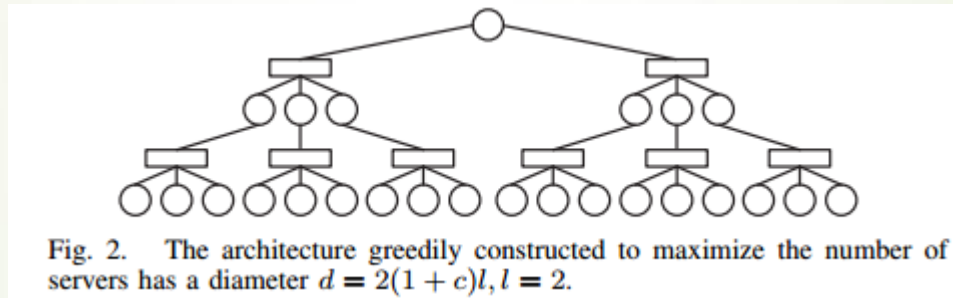 Fig. 2. The architecture greedily constructed to maximize the number of
servers has a diameter d = 2(1 + c)l, l = 2.